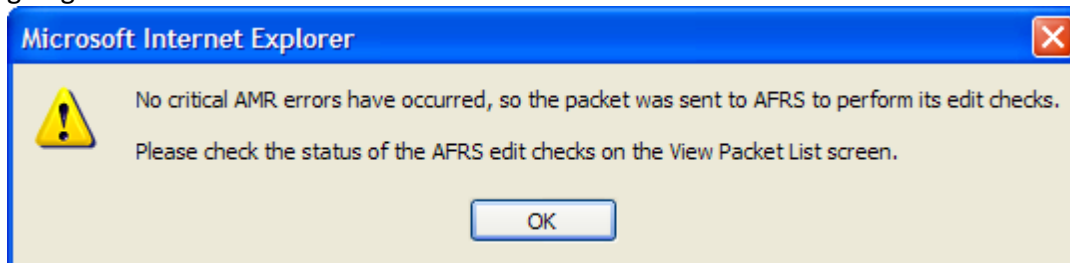 Microsoft Internet Explorer
No critical AMR errors have occurred, so the packet was sent to AFRS to perform its edit checks.
Please check the status of the AFRS edit checks on the View Packet List screen.
OK